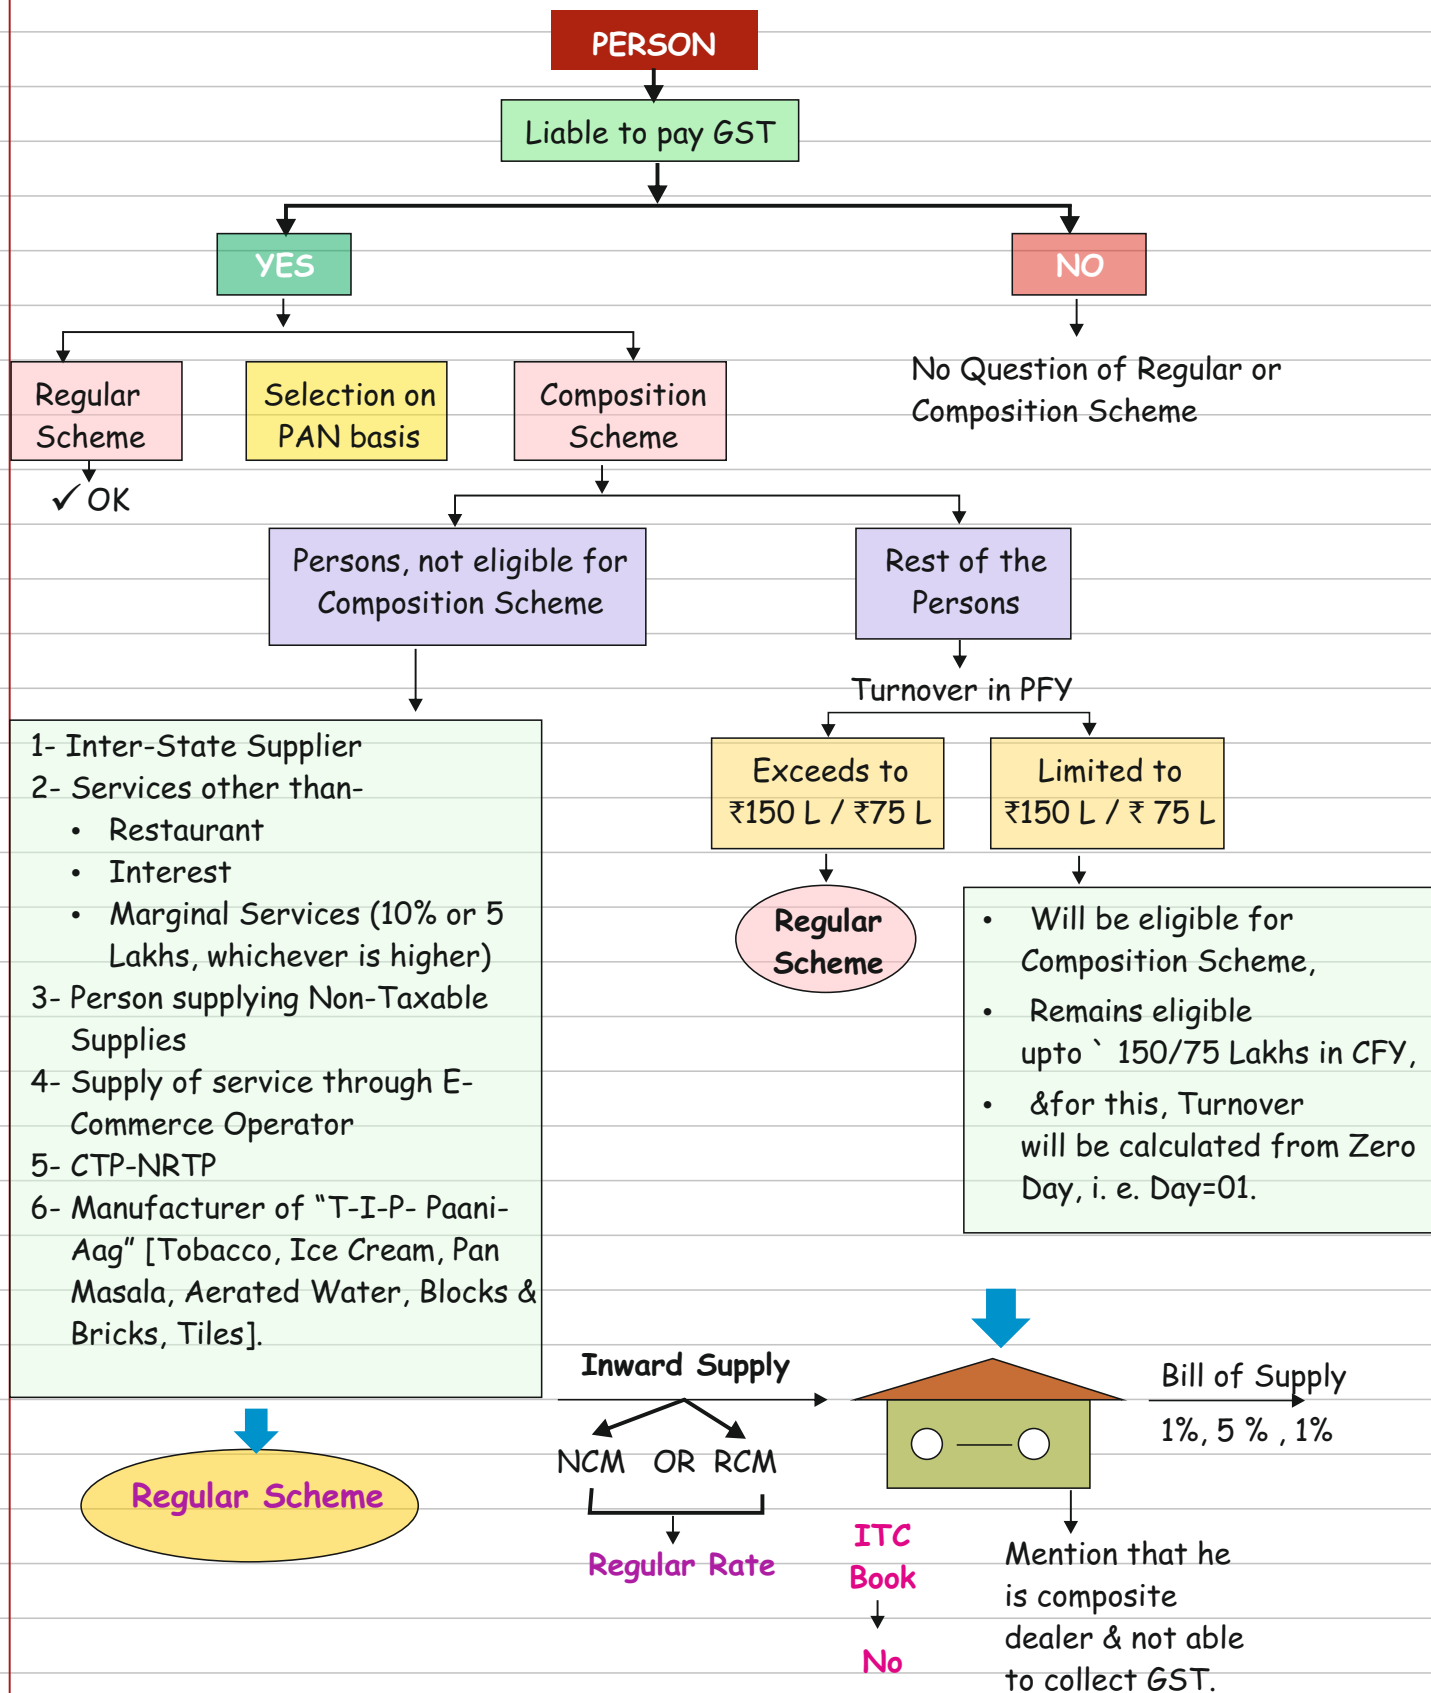 PERSON
Liable to pay GST
YES
NO
Regular
Scheme
Selection on
PAN basis
Composition
Scheme
No Question of Regular or
Composition Scheme
✓ OK
Persons, not eligible for
Composition Scheme
Rest of the
Persons
Turnover in PFY
1- Inter-State Supplier
2- Services other than-
• Restaurant
• Interest
• Marginal Services (10% or 5
Lakhs, whichever is higher)
3- Person supplying Non-Taxable
Supplies
4- Supply of service through E-
Commerce Operator
5- CTP-NRTP
6- Manufacturer of “T-I-P- Paani-
Aag” [Tobacco, Ice Cream, Pan
Masala, Aerated Water, Blocks &
Bricks, Tiles].
Exceeds to
₹150 L / ₹75 L
Limited to
₹150 L / ₹ 75 L
Regular
Scheme
• Will be eligible for
Composition Scheme,
• Remains eligible
upto ` 150/75 Lakhs in CFY,
• &for this, Turnover
will be calculated from Zero
Day, i. e. Day=01.
Regular Scheme
Inward Supply
NCM OR RCM
Regular Rate
Bill of Supply
1%, 5 % , 1%
ITC
Book
No
Mention that he
is composite
dealer & not able
to collect GST.